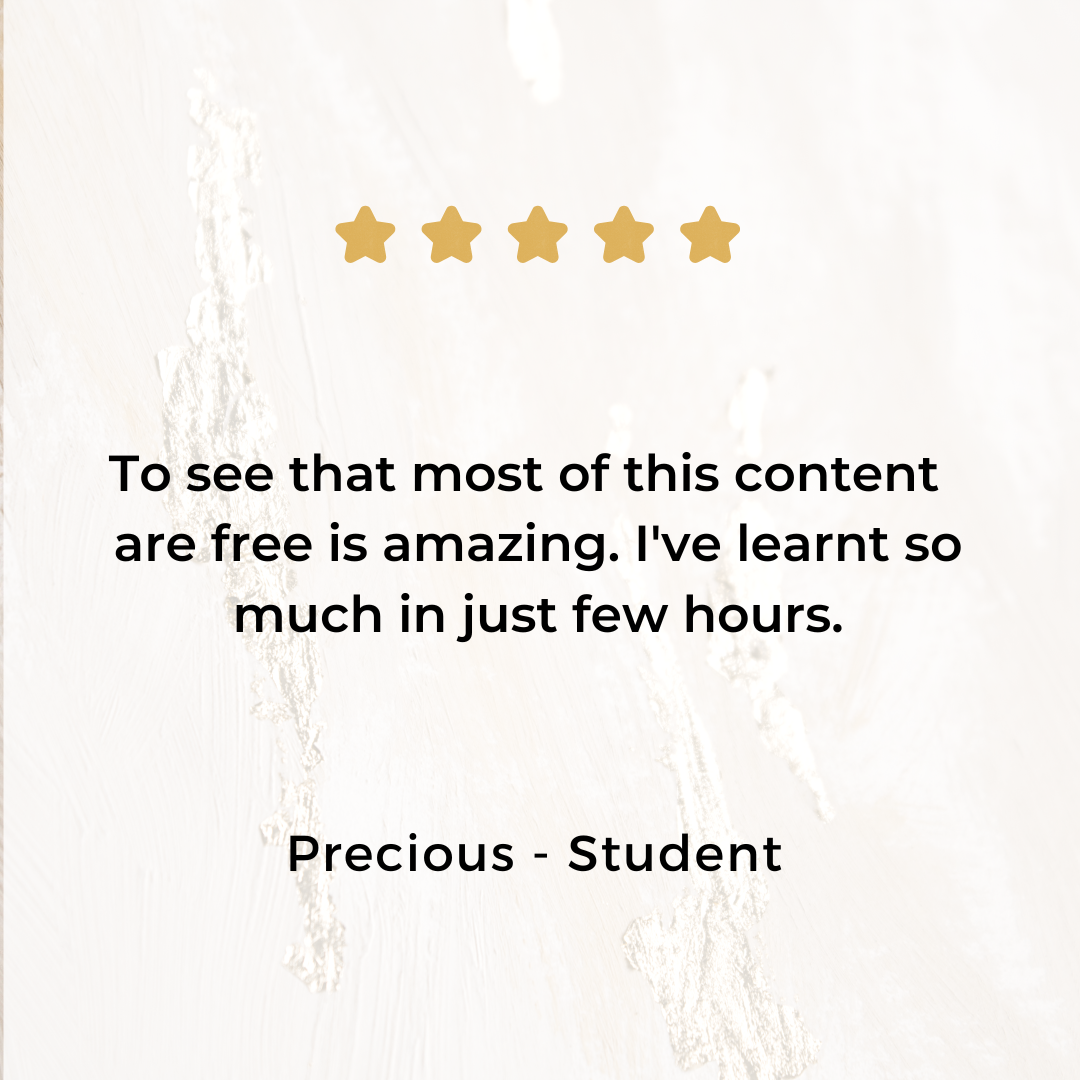 To see that most of this content
are free is amazing. I've learnt so
much in just few hours.
Precious - Student